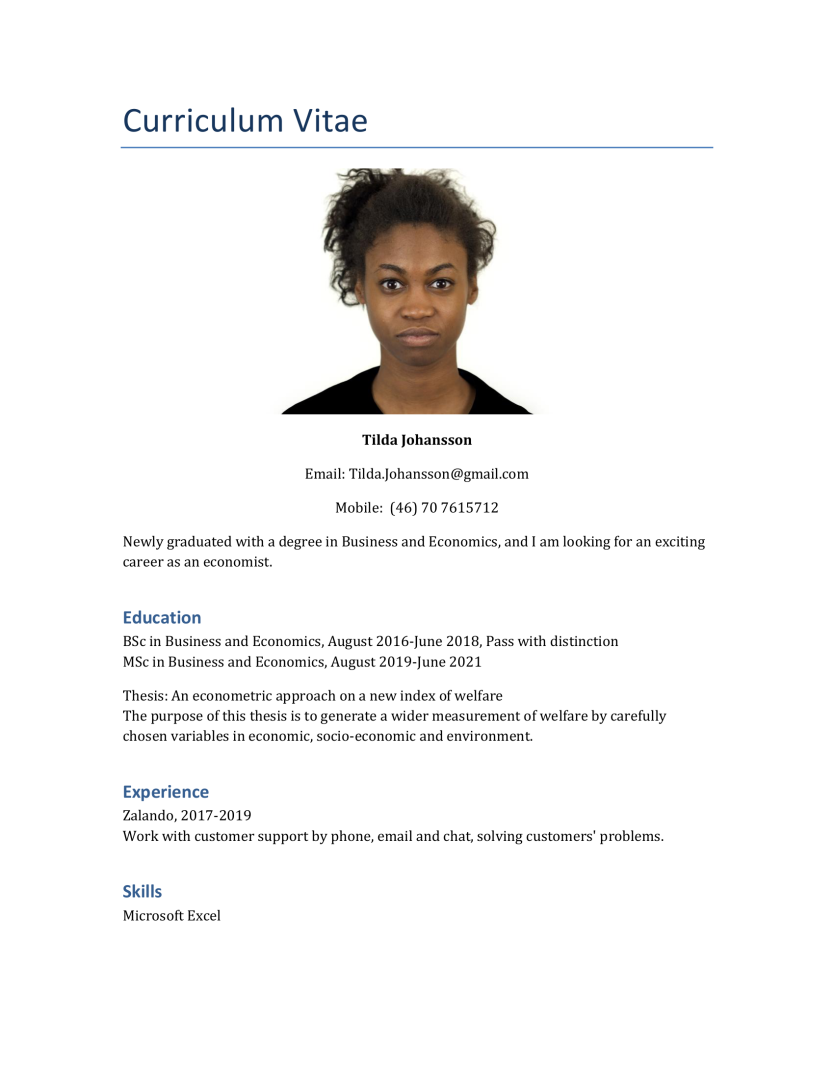 Curriculum Vitae
Tilda Johansson
Email: Tilda.Johansson@gmail.com
Mobile:  (46) 70 7615712
Newly graduated with a degree in Business and Economics, and I am looking for an exciting
career as an economist.
Education
BSc in Business and Economics, August 2016-June 2018, Pass with distinction
MSc in Business and Economics, August 2019-June 2021
Thesis: An econometric approach on a new index of welfare
The purpose of this thesis is to generate a wider measurement of welfare by carefully
chosen variables in economic, socio-economic and environment.
Experience
Zalando, 2017-2019
Work with customer support by phone, email and chat, solving customers' problems.
Skills
Microsoft Excel